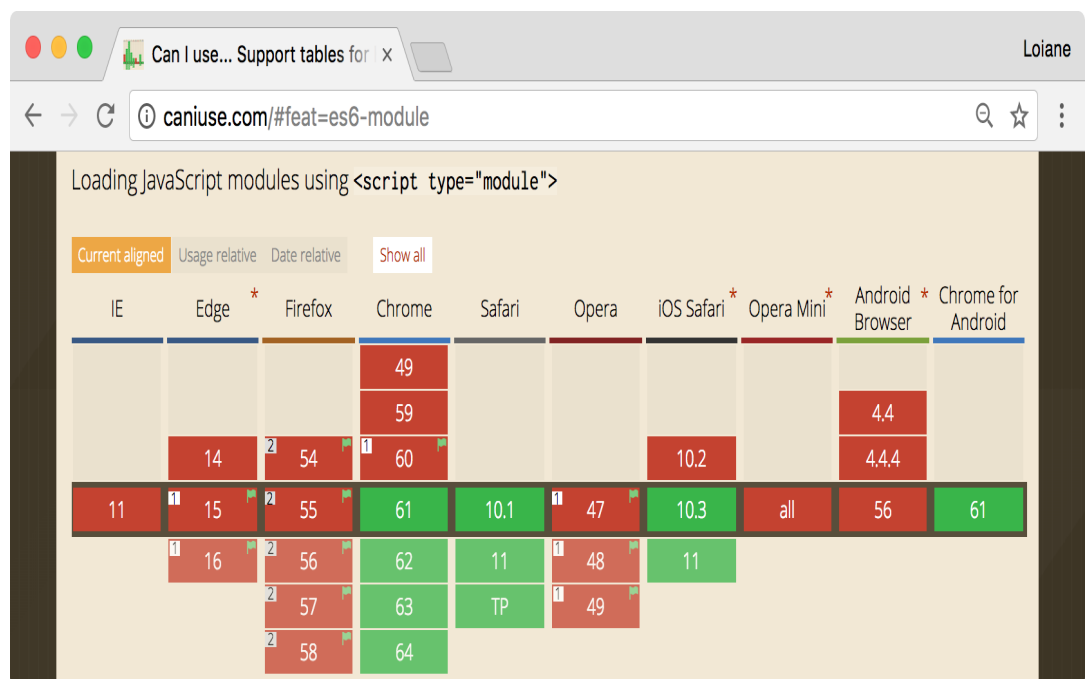 Can I use... Support tables for
Loiane
caniuse.com/#feat=es6-module
Loading JavaScript modules using <script type="module">
Current aligned Usage relative Date relative Show all
IE Edge * Firefox Chrome Safari Opera iOS Safari * Opera Mini * Android Browser * Chrome for Android
49
59 4.4
14 2 54 1 60 10.2 4.4.4
11 1 15 2 55 61 10.1 1 47 10.3 all 56 61
1 16 2 56 62 11 1 48 11
2 57 63 TP 1 49
2 58 64